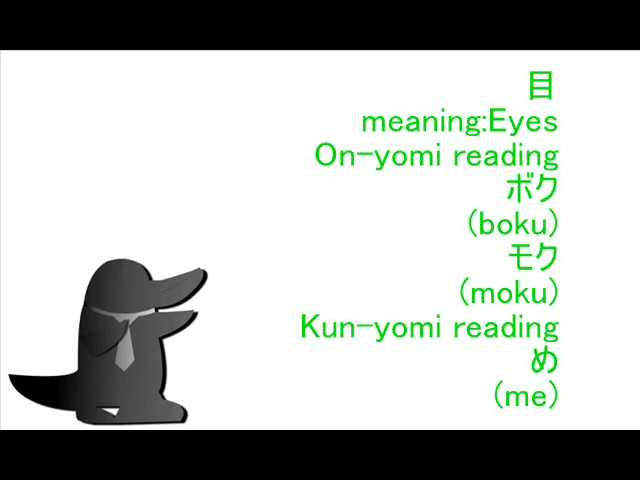 目
meaning:Eyes
On-yomi reading
ボク
(boku)
モク
(moku)
Kun-yomi reading
め
(me)